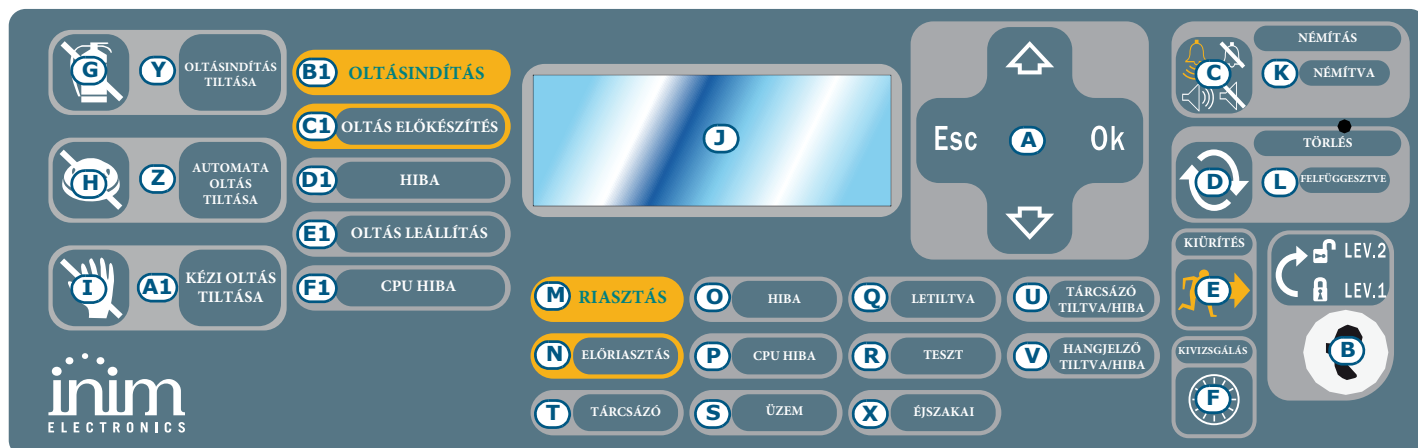 G
Y
OLTÁSINDÍTÁS
TILTÁSA
H
Z
AUTOMATA
OLTÁS
TILTÁSA
I
A1
KÉZI OLTÁS
TILTÁSA
inim
ELECTRONICS
B1 OLTÁSINDÍTÁS
C1 OLTÁS ELŐKÉSZÍTÉS
D1 HIBA
E1 OLTÁS LEÁLLÍTÁS
F1 CPU HIBA
J
Esc A Ok
M RIASZTÁS
N ELŐRIASZTÁS
T TÁRCSÁZÓ
O HIBA
P CPU HIBA
S ÜZEM
Q LETILTVA
R TESZT
X ÉJSZAKAI
U TÁRCSÁZÓ
TILTVA/HIBA
V HANGJELZŐ
TILTVA/HIBA
C
NÉMÍTÁS
K NÉMÍTVA
D
TÖRLÉS
L FELFÜGGESZTVE
KIÜRÍTÉS
E
KIVIZSGÁLÁS
F
LEV.2
LEV.1
B